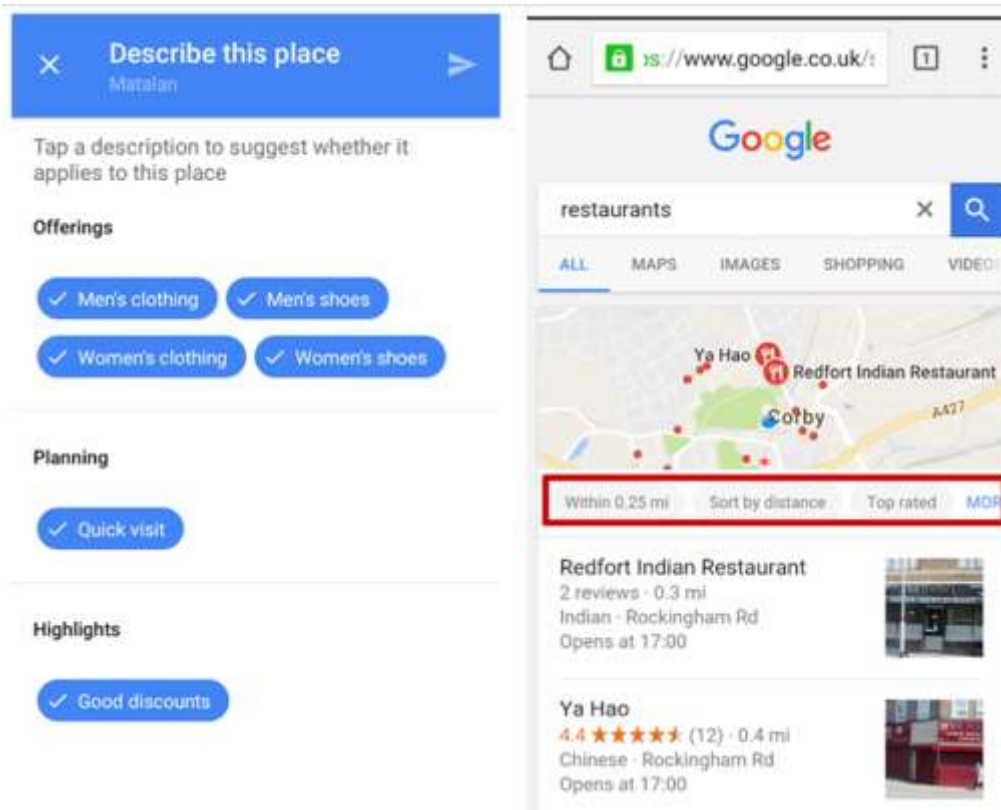 Describe this place
Matalan
Tap a description to suggest whether it
applies to this place
Offerings
Men's clothing
Men's shoes
Women's clothing
Women's shoes
Planning
Quick visit
Highlights
Good discounts
https://www.google.co.uk/s
1
Google
restaurants
ALL MAPS IMAGES SHOPPING VIDEO
Ya Hao
Redfort Indian Restaurant
Corby
A427
Within 0.25 mi Sort by distance Top rated MOR
Redfort Indian Restaurant
2 reviews · 0.3 mi
Indian · Rockingham Rd
Opens at 17:00
Ya Hao
4.4 ★★★★★ (12) · 0.4 mi
Chinese · Rockingham Rd
Opens at 17:00